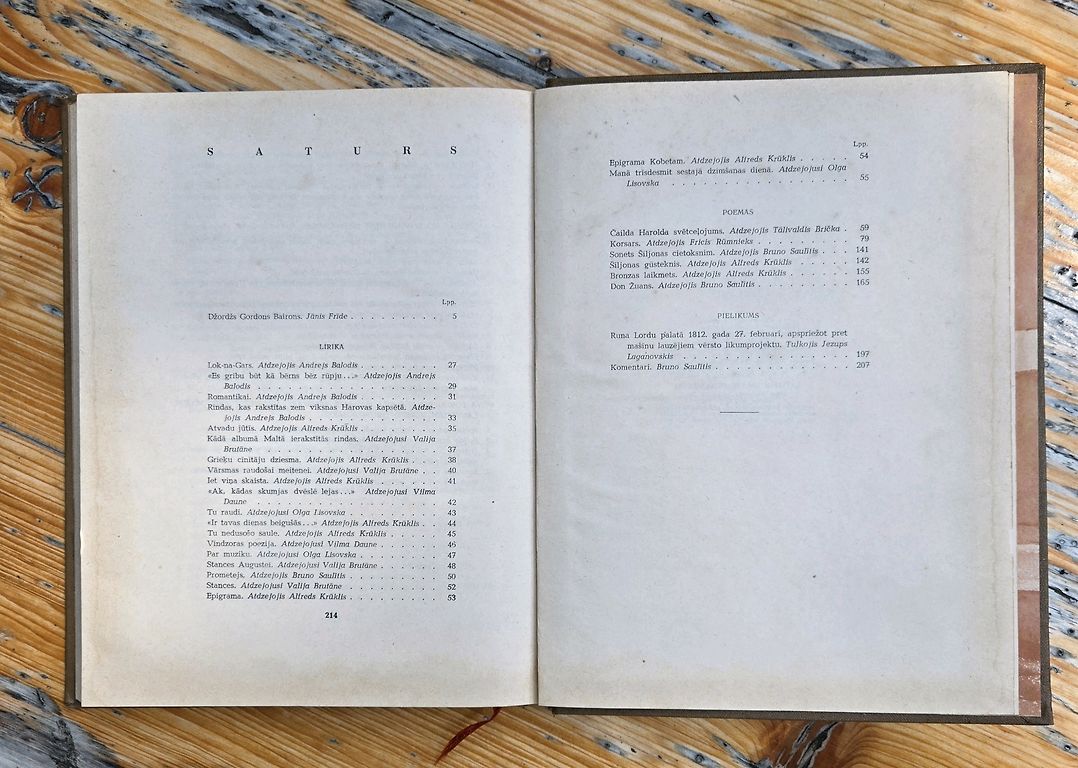 SATURS
Lpp.
Džordžs Gordons Bairons. Jānis Frīde . . . . . . . . . 5
LIRIKA
Lok-na-Gars. Atdzejojis Andrejs Balodis . . . . . . . . 27
«Es gribu būt kā bērns bēz rūpju...» Atdzejojis Andrejs
Balodis . . . . . . . . . . . . . . . . . 29
Romantikai. Atdzejojis Andrejs Balodis . . . . . . . . 31
Rindas, kas rakstītas zem vīksnas Harovas kapsētā. Atdze-
jojis Andrejs Balodis . . . . . . . . . . . . 33
Atvadu jūtis. Atdzejojis Alfreds Krūklis . . . . . . . . 35
Kādā albumā Maltā ierakstītās rindas. Atdzejojusi Valija
Brutāne . . . . . . . . . . . . . . . . 37
Grieķu cīnītāju dziesma. Atdzejojis Alfreds Krūklis . . . 38
Vārsmas raudošai meitenei. Atdzejojusi Valija Brutāne . . 40
Iet viņa skaista. Atdzejojis Alfreds Krūklis . . . . . . 41
«Ak, kādas skumjas dvēslē lejas...» Atdzejojusi Vilma
Daune . . . . . . . . . . . . . . . . . 42
Tu raudi. Atdzejojusi Olga Lisovska . . . . . . . . . 43
«Ir tavas dienas beigušās...» Atdzejojis Alfreds Krūklis . . 44
Tu nedusošo saule. Atdzejojis Alfreds Krūklis . . . . . 45
Vindzoras poēzija. Atdzejojusi Vilma Daune . . . . . . 46
Par mūziku. Atdzejojusi Olga Lisovska . . . . . . . . 47
Stances Augustei. Atdzejojusi Valija Brutāne . . . . . . 48
Prometejs. Atdzejojis Bruno Saulītis . . . . . . . . . 50
Stances. Atdzejojusi Valija Brutāne . . . . . . . . . 52
Epigrama. Atdzejojis Alfreds Krūklis . . . . . . . . . 53
214
Lpp.
Epigrama Kobetam. Atdzejojis Alfreds Krūklis . . . . . 54
Manā trīsdesmit sestajā dzimšanas dienā. Atdzejojusi Olga
Lisovska . . . . . . . . . . . . . . . . 55
POĒMAS
Čailda Harolda svētceļojums. Atdzejojis Tālivaldis Brička . 59
Korsārs. Atdzejojis Fricis Rūmnieks . . . . . . . . . 79
Sonets Šiljonas cietoksnim. Atdzejojis Bruno Saulītis . . . 141
Šiljonas gūsteknis. Atdzejojis Alfreds Krūklis . . . . . 142
Bronzas laikmets. Atdzejojis Alfreds Krūklis . . . . . . 155
Don Žuans. Atdzejojis Bruno Saulītis . . . . . . . . . 165
PIELIKUMS
Runa Lordu palātā 1812. gada 27. februārī, apspriežot pret
mašīnu lauzējiem vērsto likumprojektu. Tulkojis Jezups
Laganovskis . . . . . . . . . . . . . . . 197
Komentāri. Bruno Saulītis . . . . . . . . . . . . . 207